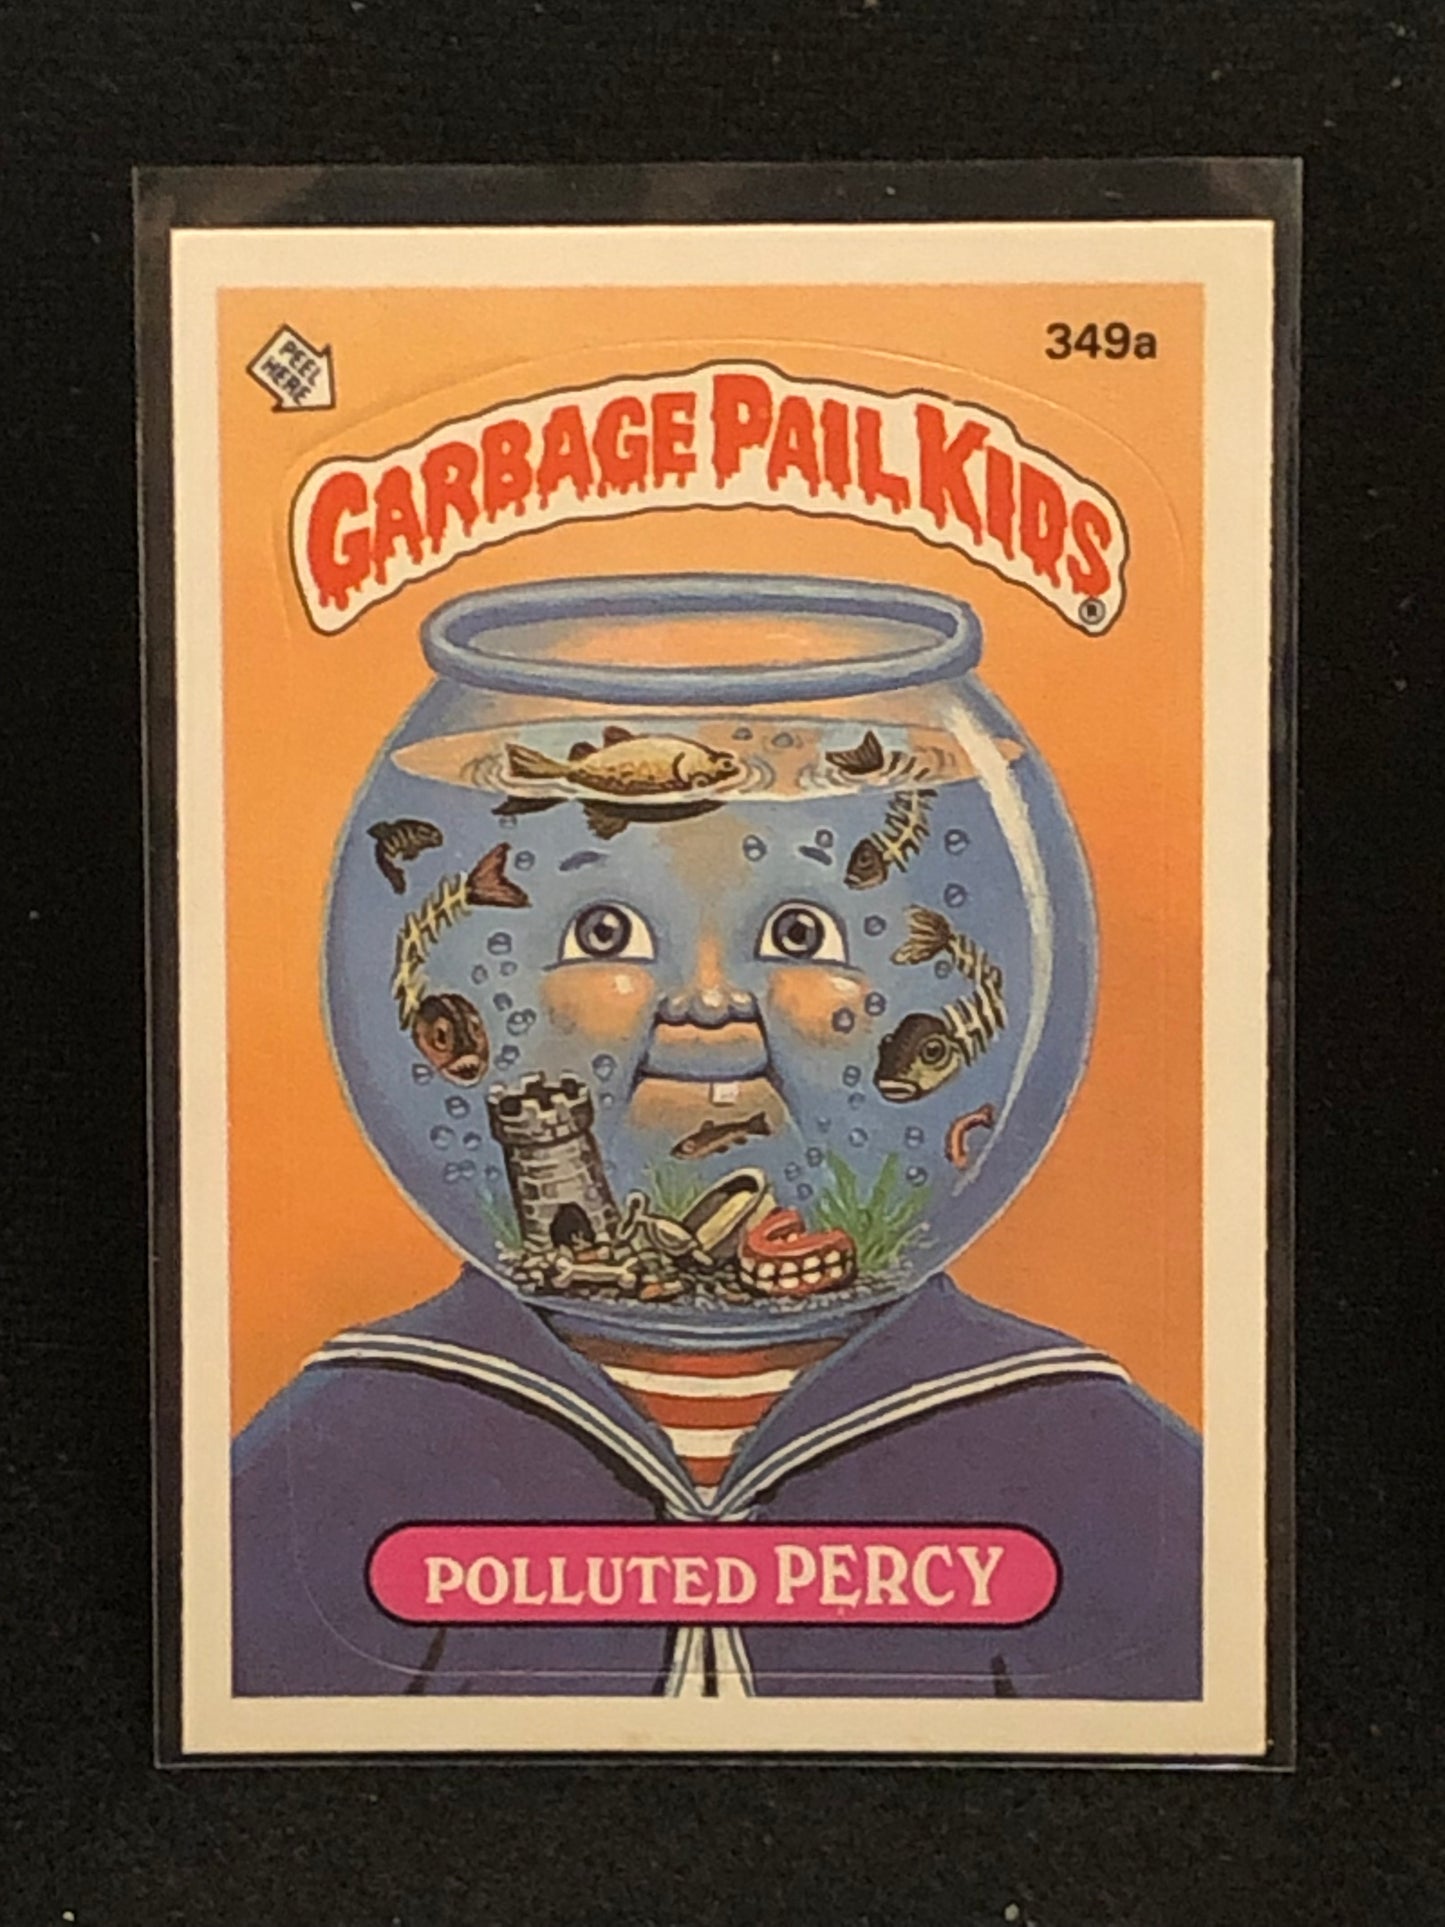 349a
PEEL
HERE
GARBAGE PAIL KIDS®
POLLUTED PERCY